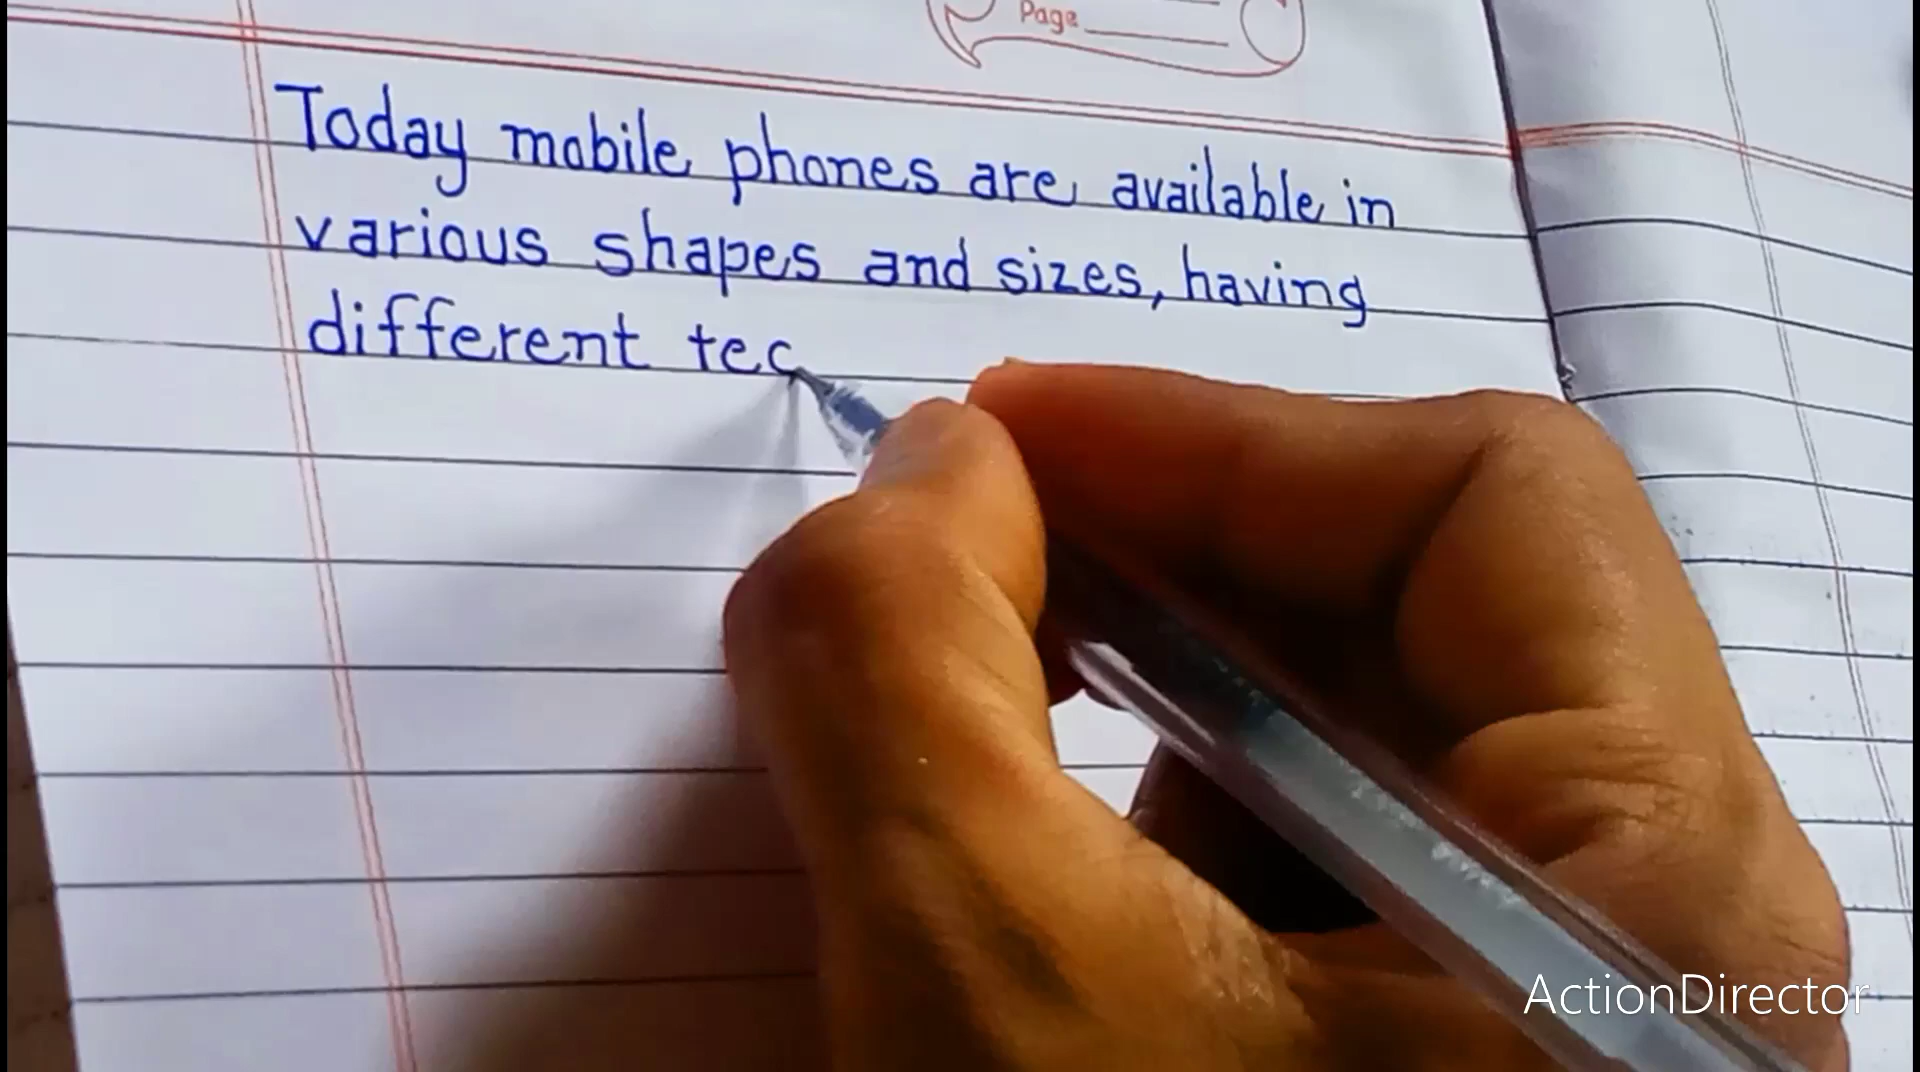 Page
Today mobile phones are available in
various shapes and sizes, having
different tec
ActionDirector